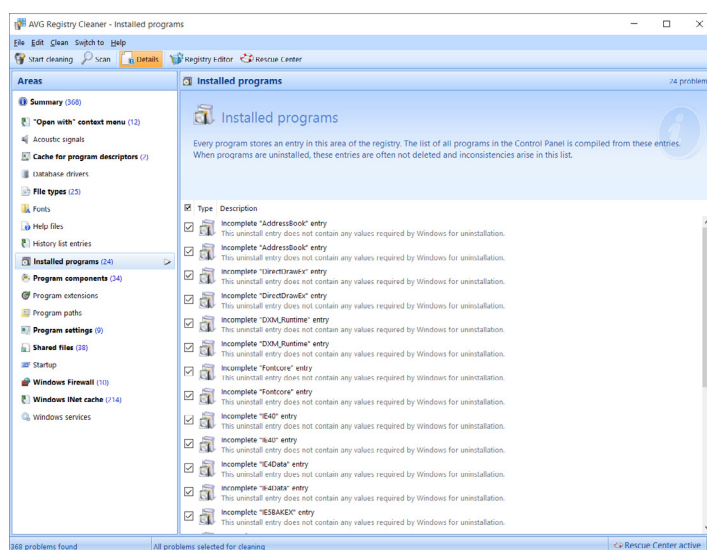 AVG Registry Cleaner - Installed programs
File Edit Clean Switch to Help
Start cleaning Scan Details Registry Editor Rescue Center
Areas
Summary (368)
"Open with" context menu (12)
Acoustic signals
Cache for program descriptors (2)
Database drivers
File types (25)
Fonts
Help files
History list entries
Installed programs (24)
Program components (34)
Program extensions
Program paths
Program settings (9)
Shared files (38)
Startup
Windows Firewall (10)
Windows INet cache (214)
Windows services
Installed programs 24 problem
Installed programs
Every program stores an entry in this area of the registry. The list of all programs in the Control Panel is compiled from these entries.
When programs are uninstalled, these entries are often not deleted and inconsistencies arise in this list.
Type Description
Incomplete "AddressBook" entry
This uninstall entry does not contain any values required by Windows for uninstallation.
Incomplete "AddressBook" entry
This uninstall entry does not contain any values required by Windows for uninstallation.
Incomplete "DirectDrawEx" entry
This uninstall entry does not contain any values required by Windows for uninstallation.
Incomplete "DirectDrawEx" entry
This uninstall entry does not contain any values required by Windows for uninstallation.
Incomplete "DXM_Runtime" entry
This uninstall entry does not contain any values required by Windows for uninstallation.
Incomplete "DXM_Runtime" entry
This uninstall entry does not contain any values required by Windows for uninstallation.
Incomplete "Fontcore" entry
This uninstall entry does not contain any values required by Windows for uninstallation.
Incomplete "Fontcore" entry
This uninstall entry does not contain any values required by Windows for uninstallation.
Incomplete "IE40" entry
This uninstall entry does not contain any values required by Windows for uninstallation.
Incomplete "IE40" entry
This uninstall entry does not contain any values required by Windows for uninstallation.
Incomplete "IE4Data" entry
This uninstall entry does not contain any values required by Windows for uninstallation.
Incomplete "IE4Data" entry
This uninstall entry does not contain any values required by Windows for uninstallation.
Incomplete "IE5BAKEX" entry
This uninstall entry does not contain any values required by Windows for uninstallation.
368 problems found All problems selected for cleaning Rescue Center active